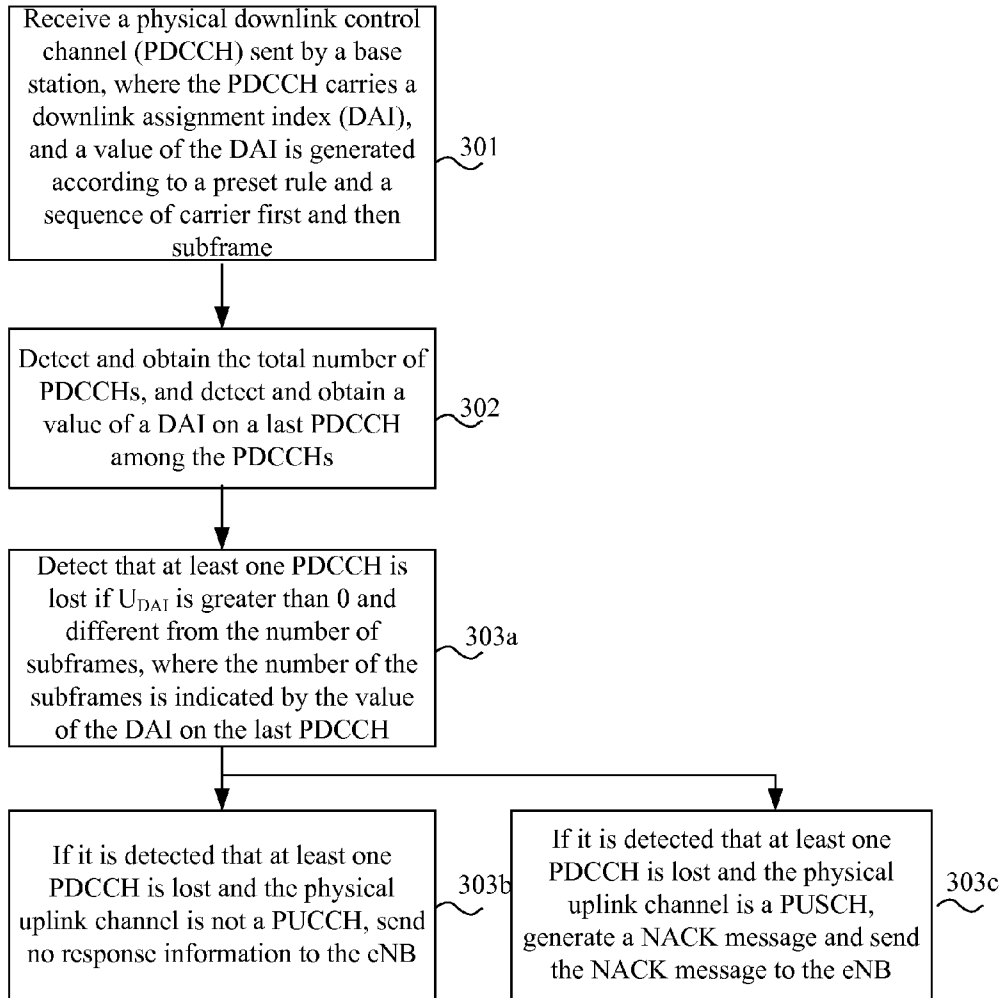 Receive a physical downlink control
channel (PDCCH) sent by a base
station, where the PDCCH carries a
downlink assignment index (DAI),
and a value of the DAI is generated
according to a preset rule and a
sequence of carrier first and then
subframe
301
Detect and obtain the total number of
PDCCHs, and detect and obtain a
value of a DAI on a last PDCCH
among the PDCCHs
302
Detect that at least one PDCCH is
lost if UDAI is greater than 0 and
different from the number of
subframes, where the number of the
subframes is indicated by the value
of the DAI on the last PDCCH
303a
If it is detected that at least one
PDCCH is lost and the physical
uplink channel is not a PUCCH, send
no response information to the eNB
303b
If it is detected that at least one
PDCCH is lost and the physical
uplink channel is a PUSCH,
generate a NACK message and send
the NACK message to the eNB
303c